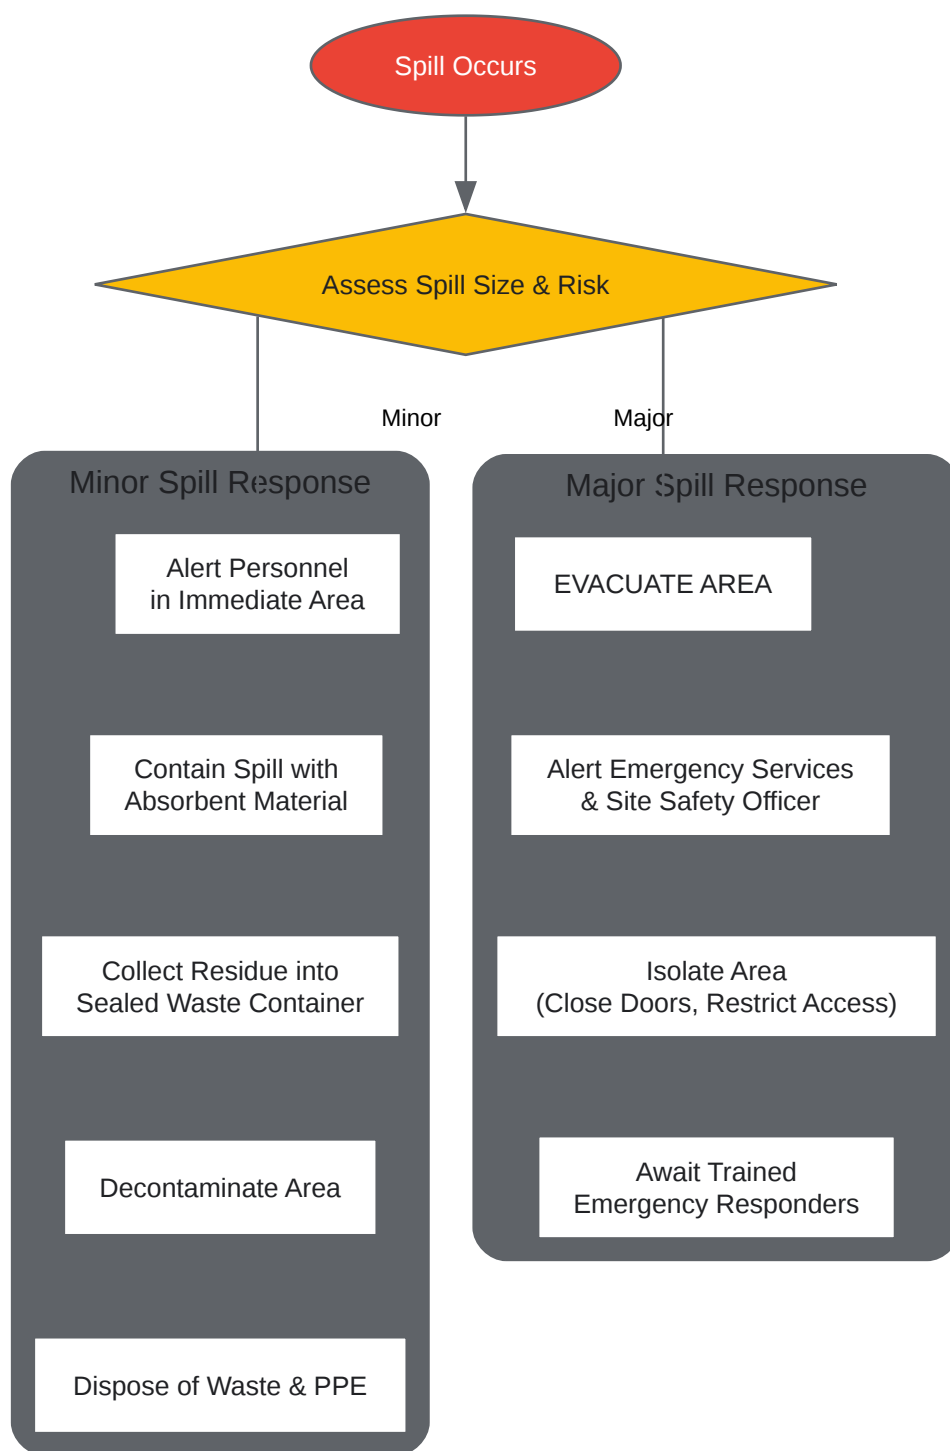 Spill Occurs
Assess Spill Size & Risk
Minor
Major
Minor Spill Response
Alert Personnel
in Immediate Area
Contain Spill with
Absorbent Material
Collect Residue into
Sealed Waste Container
Decontaminate Area
Dispose of Waste & PPE
Major Spill Response
EVACUATE AREA
Alert Emergency Services
& Site Safety Officer
Isolate Area
(Close Doors, Restrict Access)
Await Trained
Emergency Responders